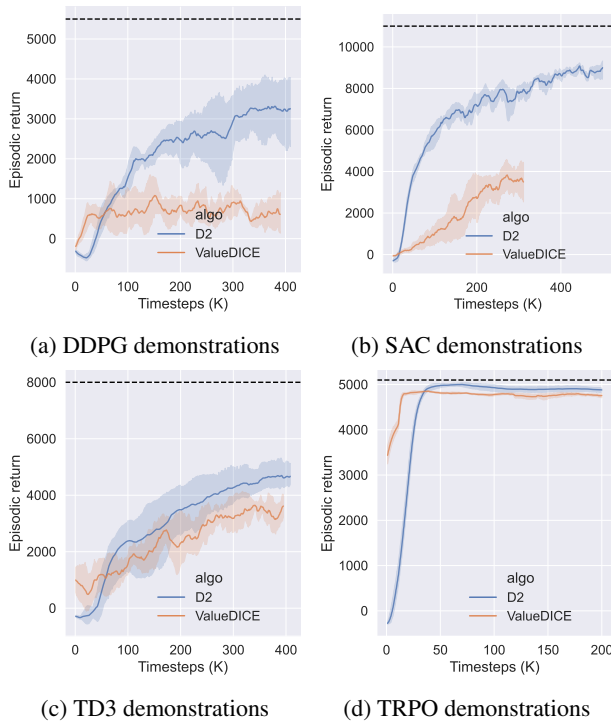 5000
4000
3000
2000
1000
0
Episodic return
algo
D2
ValueDICE
0 100 200 300 400
Timesteps (K)
(a) DDPG demonstrations
10000
8000
6000
4000
2000
0
Episodic return
algo
D2
ValueDICE
0 200 400
Timesteps (K)
(b) SAC demonstrations
8000
6000
4000
2000
0
Episodic return
algo
D2
ValueDICE
0 100 200 300 400
Timesteps (K)
(c) TD3 demonstrations
5000
4000
3000
2000
1000
0
Episodic return
algo
D2
ValueDICE
0 50 100 150 200
Timesteps (K)
(d) TRPO demonstrations